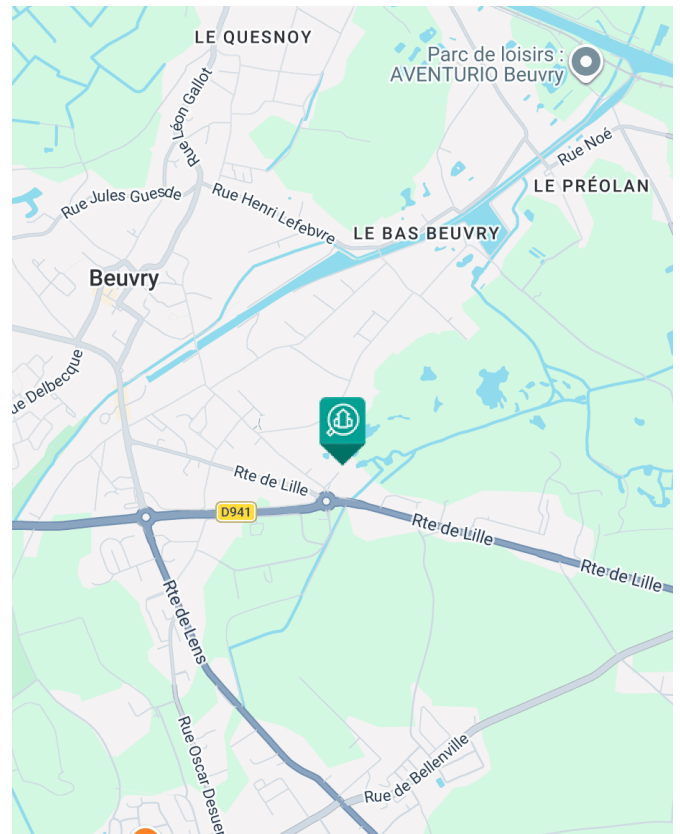 LE QUESNOY
Parc de loisirs :
AVENTURIO Beuvry
Rue Léon Gallot
Rue Noé
Rue Jules Guesde
LE PRÉOLAN
Rue Henri Lefebvre
LE BAS BEUVRY
Beuvry
ue Delbecque
Rte de Lille
D941
Rte de Lille
Rte de Lille
Rte de Lens
Rue Oscar Desuer
Rue de Bellenville